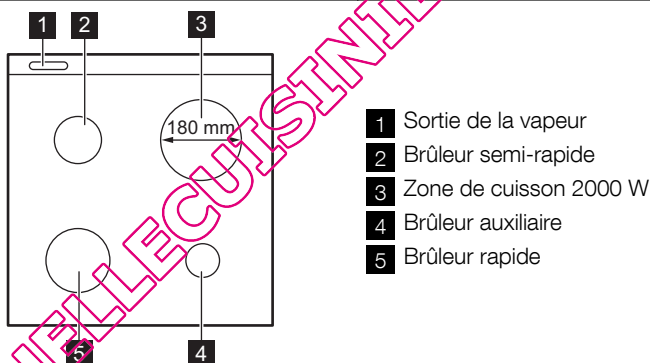 1 2 3
180 mm
1 Sortie de la vapeur
2 Brûleur semi-rapide
3 Zone de cuisson 2000 W
4 Brûleur auxiliaire
5 Brûleur rapide
5 4
ELLECUISINI